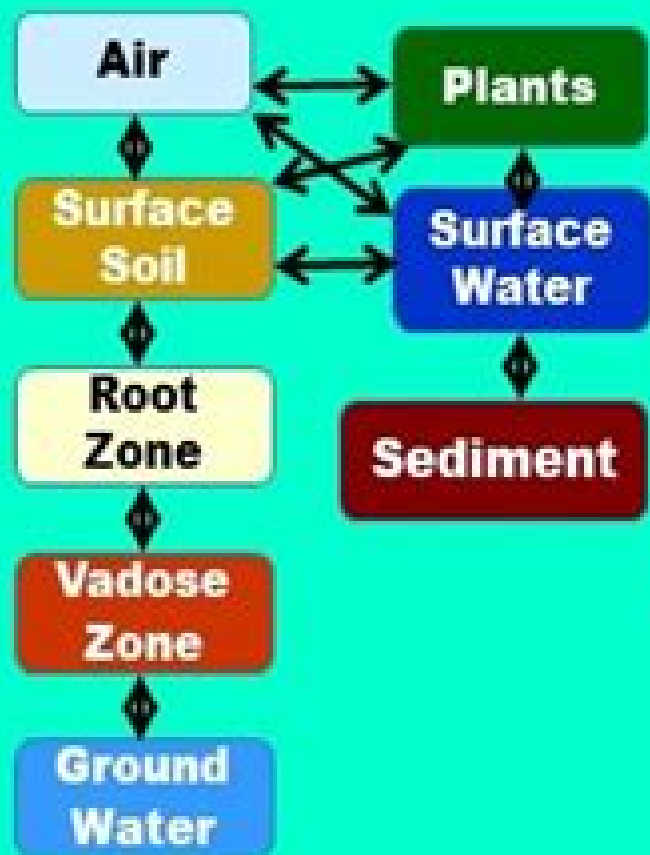 Air
Plants
Surface
Soil
Surface
Water
Root
Zone
Sediment
Vadose
Zone
Ground
Water